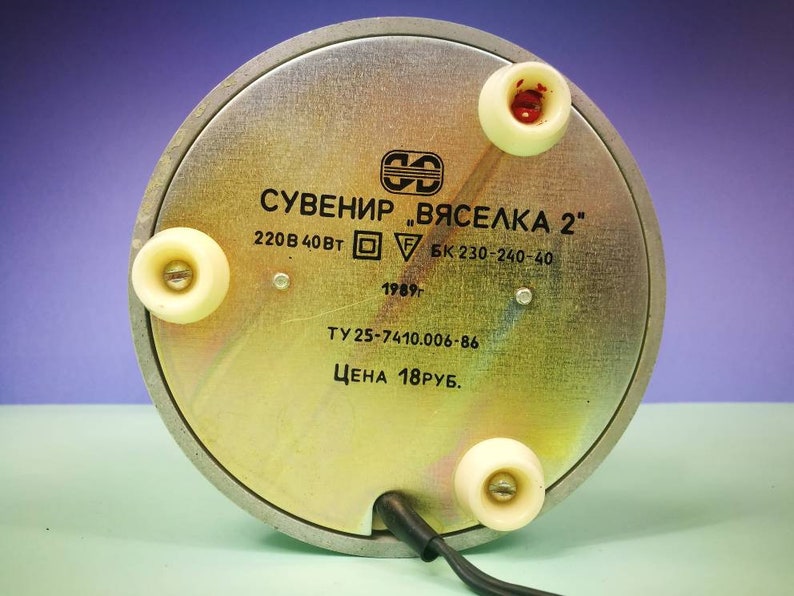 СУВЕНИР „ВЯСЕЛКА 2"
220В 40Вт F БК 230-240-40
1989г
ТУ 25-7410.006-86
ЦЕНА 18РУБ.